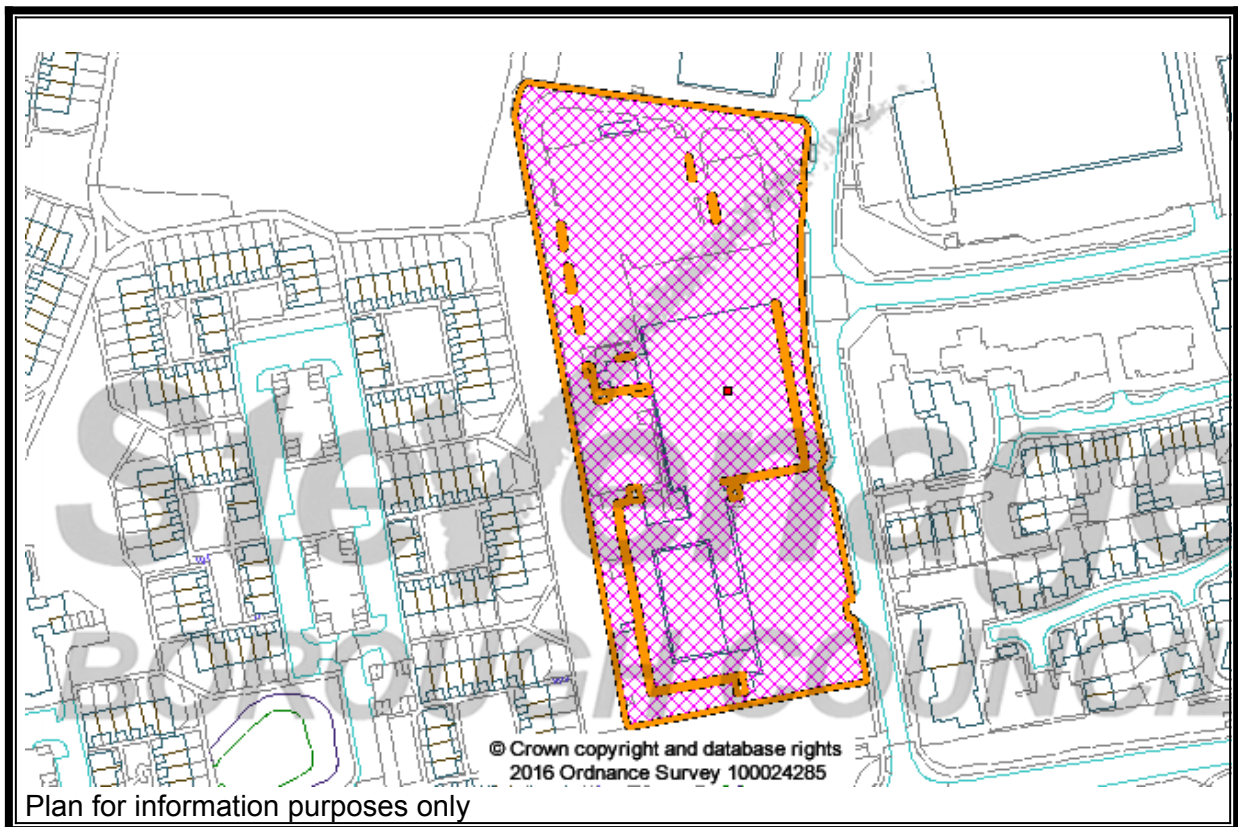 Stevenage
BOROUGH COUNCIL
© Crown copyright and database rights
2016 Ordnance Survey 100024285
Plan for information purposes only